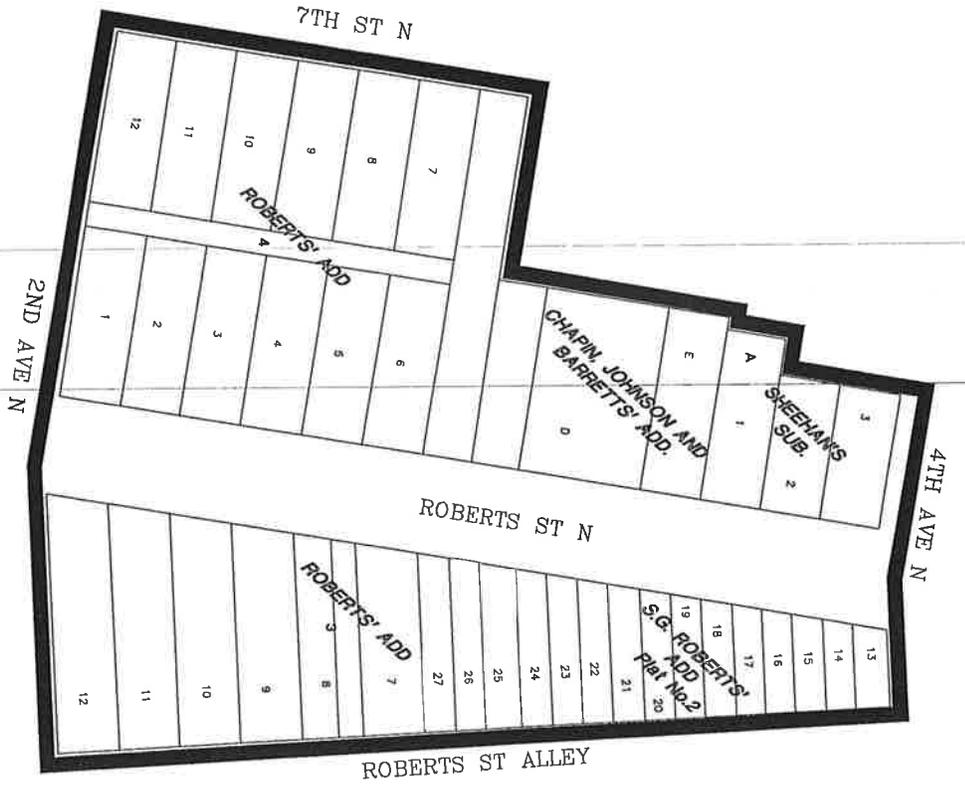 7TH ST N
12
11
10
9
8
7
ROBERTS' ADD
4
1
2
3
4
5
6
2ND AVE N
CHAPIN, JOHNSON AND
BARRETTS' ADD.
D
E
A
1
SHEEHAN'S
SUB.
2
3
4TH AVE N
ROBERTS ST N
ROBERTS' ADD
3
12
11
10
9
8
7
27
26
25
24
23
22
21
20
19
18
17
16
15
14
13
S.G. ROBERTS'
ADD
Plat No.2
ROBERTS ST ALLEY